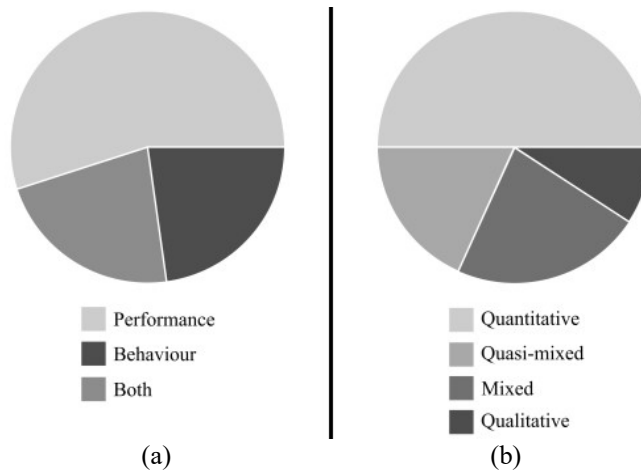 Performance
Behaviour
Both
(a)
Quantitative
Quasi-mixed
Mixed
Qualitative
(b)